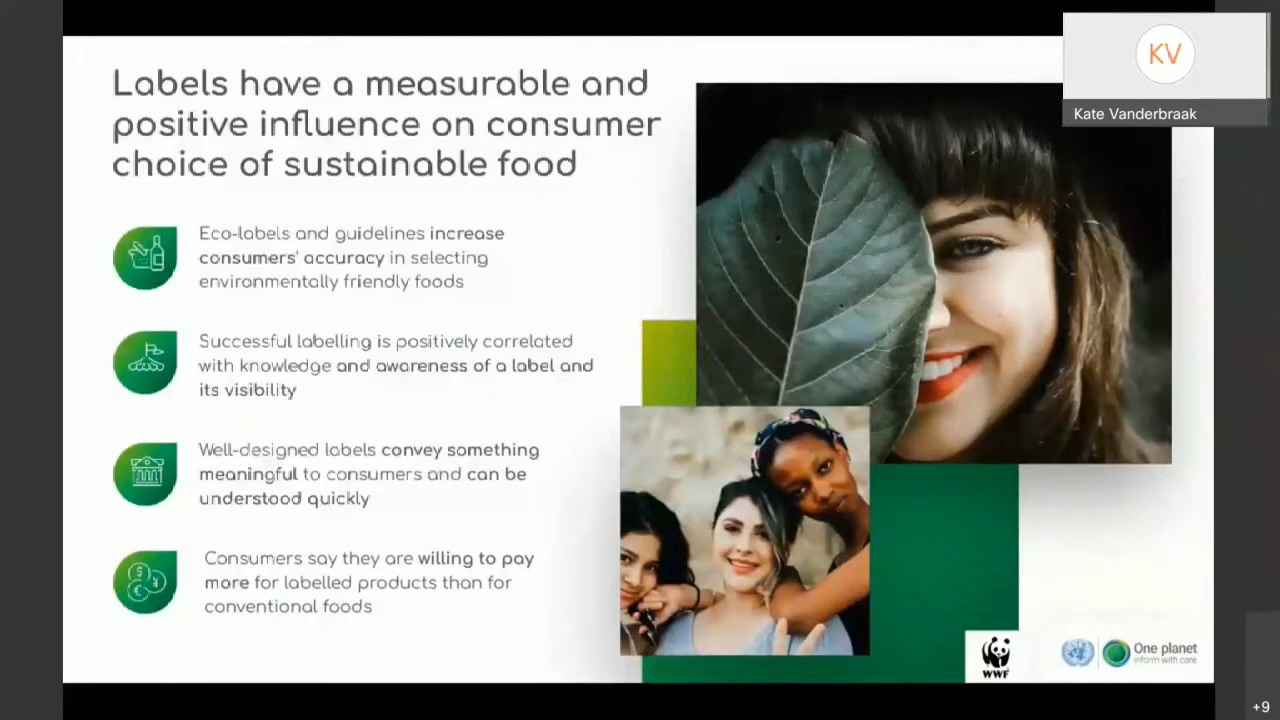 Labels have a measurable and
positive influence on consumer
choice of sustainable food
Eco-labels and guidelines increase
consumers' accuracy in selecting
environmentally friendly foods
Successful labelling is positively correlated
with knowledge and awareness of a label and
its visibility
Well-designed labels convey something
meaningful to consumers and can be
understood quickly
Consumers say they are willing to pay
more for labelled products than for
conventional foods
KV
Kate Vanderbraak
WWF
One planet
inform with care
+9